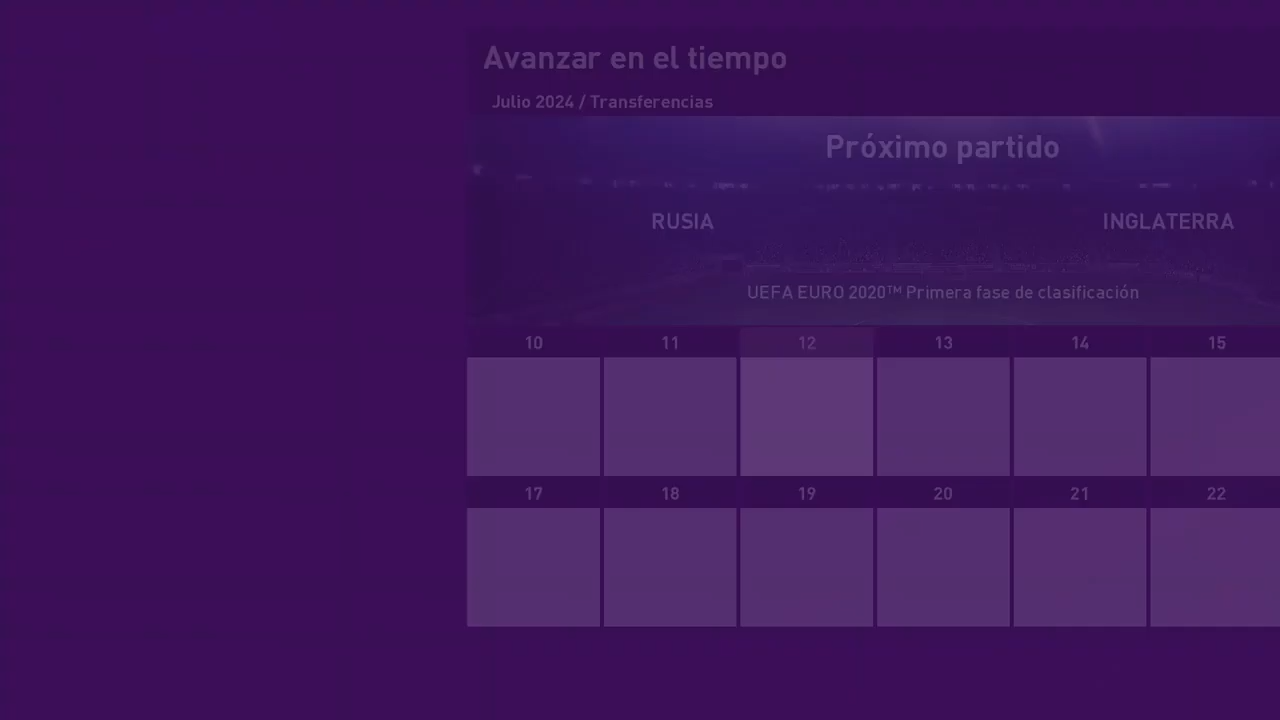 Avanzar en el tiempo
Julio 2024 / Transferencias
Próximo partido
RUSIA INGLATERRA
UEFA EURO 2020™ Primera fase de clasificación
10 11 12 13 14 15
17 18 19 20 21 22